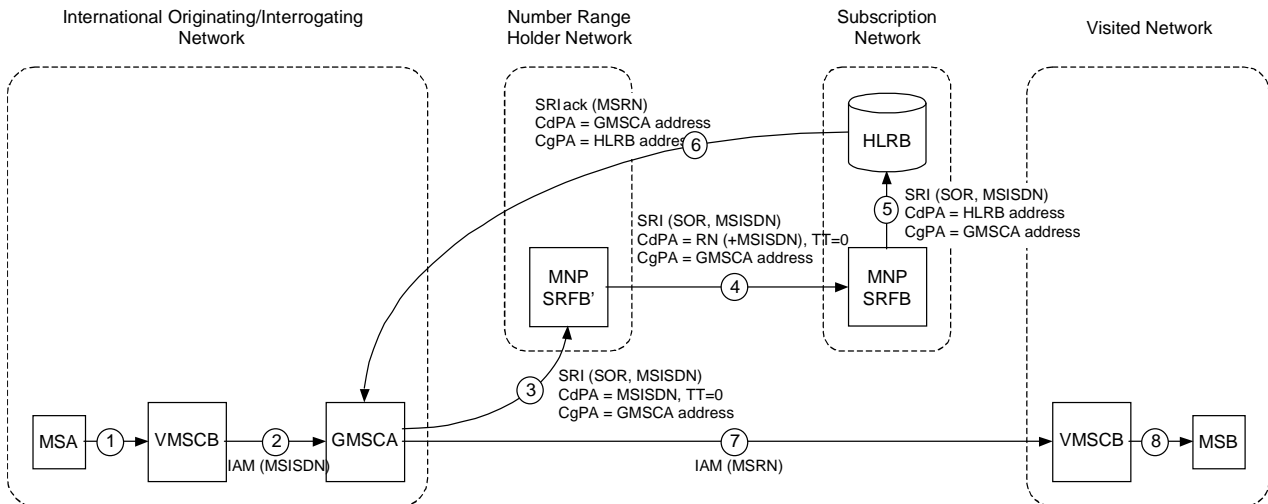 International Originating/Interrogating
Network
Number Range
Holder Network
Subscription
Network
Visited Network
SRIack (MSRN)
CdPA = GMSCA address
CgPA = HLRB address
6
HLRB
5
SRI (SOR, MSISDN)
CdPA = HLRB address
CgPA = GMSCA address
SRI (SOR, MSISDN)
CdPA = RN (+MSISDN), TT=0
CgPA = GMSCA address
MNP
SRFB’
4
MNP
SRFB
3
SRI (SOR, MSISDN)
CdPA = MSISDN, TT=0
CgPA = GMSCA address
MSA
1
VMSCB
2
IAM (MSISDN)
GMSCA
7
IAM (MSRN)
VMSCB
8
MSB